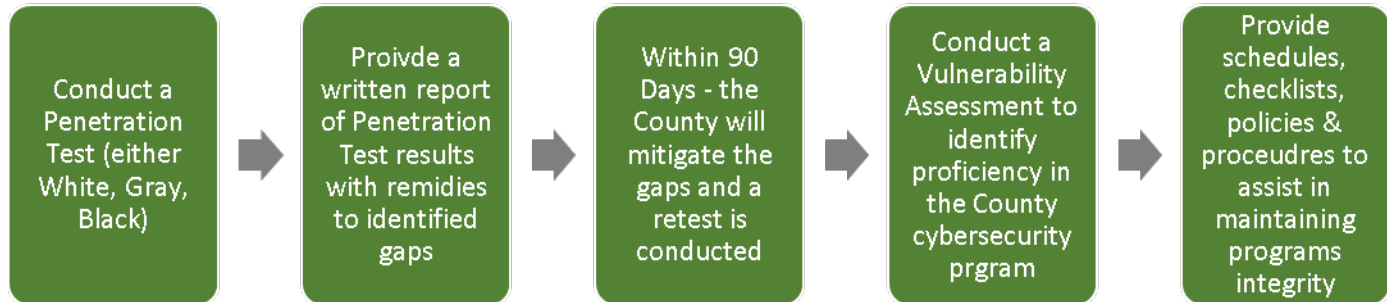 Conduct a
Penetration
Test (either
White, Gray,
Black)
Proivde a
written report
of Penetration
Test results
with remidies
to identified
gaps
Within 90
Days - the
County will
mitigate the
gaps and a
retest is
conducted
Conduct a
Vulnerability
Assessment to
identify
proficiency in
the County
cybersecurity
prgram
Provide
schedules,
checklists,
policies &
proceudres to
assist in
maintaining
programs
integrity